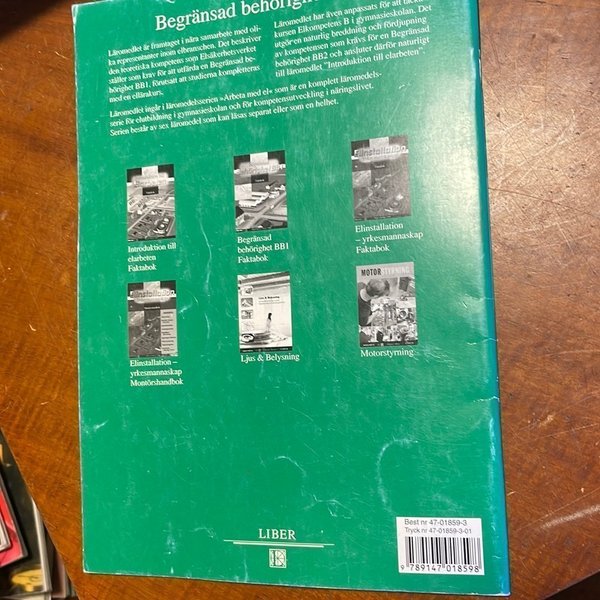 Begränsad behörighet
Läromedlet är framtaget i nära samarbete med oli-
ka representanter inom elbranschen. Det beskriver
den teoretiska kompetens som Elsäkerhetsverket
ställer som krav för att utfärda en Begränsad be-
hörighet BB1, förutsatt att studierna kompletteras
med en ellärakurs.
Läromedlet har även anpassats för att täcka
kursen Elkompetens B i gymnasieskolan. Det
utgör en naturlig breddning och fördjupning
av kompetensen som krävs för en Begränsad
behörighet BB2 och ansluter därför naturligt
till läromedlet "Introduktion till elarbeten".
Läromedlet ingår i läromedelsserien »Arbeta med el« som är en komplett läromedels-
serie för elutbildning i gymnasieskolan och för kompetensutveckling i näringslivet.
Serien består av sex läromedel som kan läsas separat eller som en helhet.
Introduktion till
elarbeten
Faktabok
Begränsad
behörighet BB1
Faktabok
Elinstallation
Elinstallation
– yrkesmannaskap
Faktabok
Elinstallation
Elinstallation –
yrkesmannaskap
Montörshandbok
Ljus & Belysning
Ljus & Belysning
MOTOR
STYRNING
Motorstyrning
LIBER
Best nr 47-01859-3
Tryck nr 47-01859-3-01
9 789147 018598